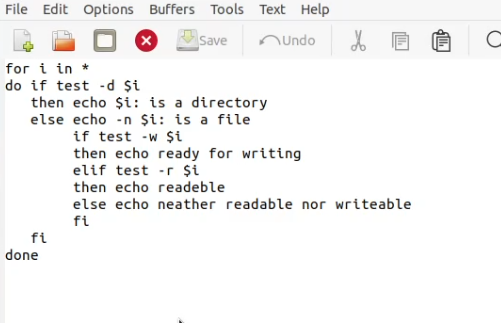 File Edit Options Buffers Tools Text Help
Save Undo
for i in *
do if test -d $i
   then echo $i: is a directory
   else echo -n $i: is a file
        if test -w $i
        then echo ready for writing
        elif test -r $i
        then echo readeble
        else echo neather readable nor writeable
        fi
   fi
done